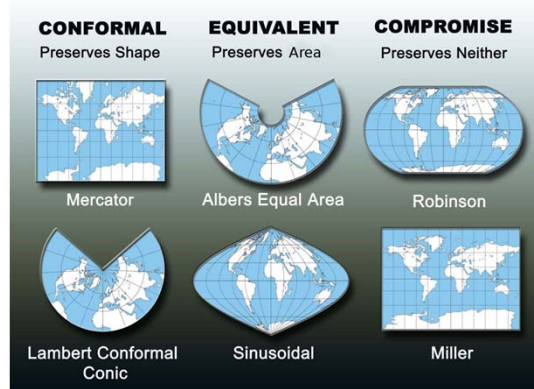 CONFORMAL
Preserves Shape
EQUIVALENT
Preserves Area
COMPROMISE
Preserves Neither
Mercator
Albers Equal Area
Robinson
Lambert Conformal
Conic
Sinusoidal
Miller